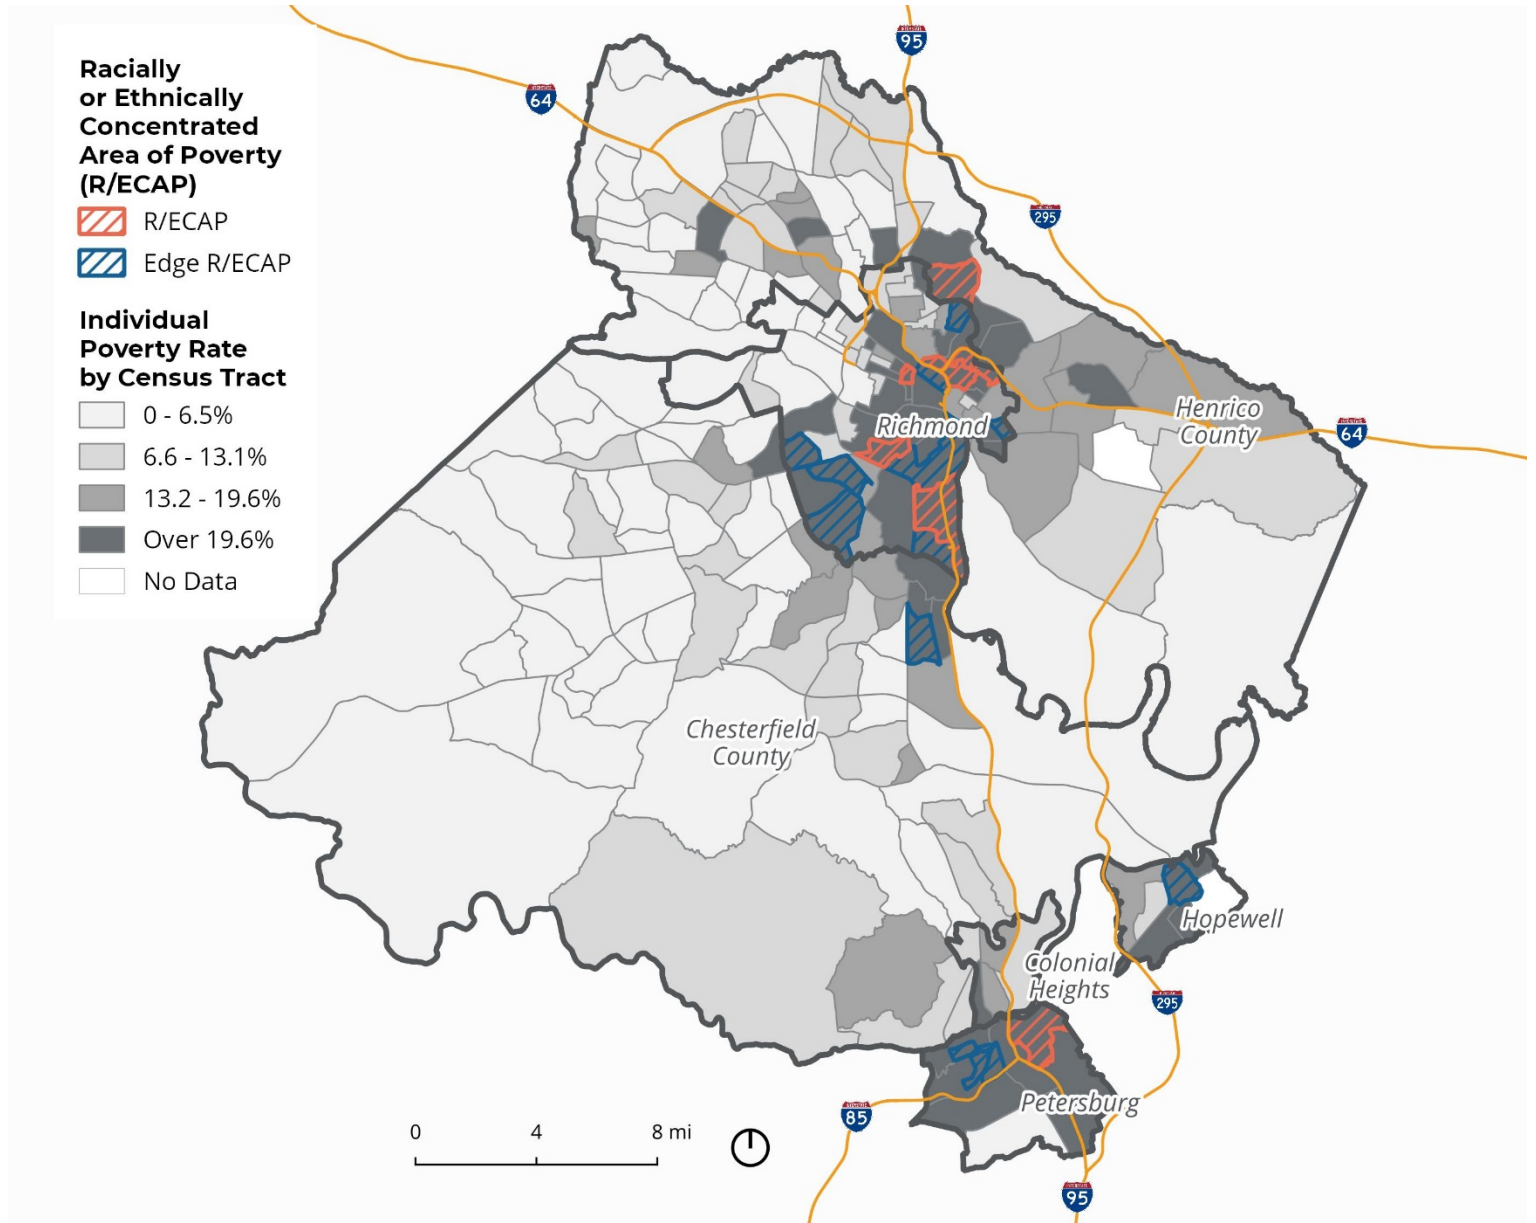 Racially
or Ethnically
Concentrated
Area of Poverty
(R/ECAP)
R/ECAP
Edge R/ECAP
Individual
Poverty Rate
by Census Tract
0 - 6.5%
6.6 - 13.1%
13.2 - 19.6%
Over 19.6%
No Data
95
64
295
Henrico
County
64
Richmond
Chesterfield
County
Hopewell
Colonial
Heights
295
Petersburg
85
95
0 4 8 mi